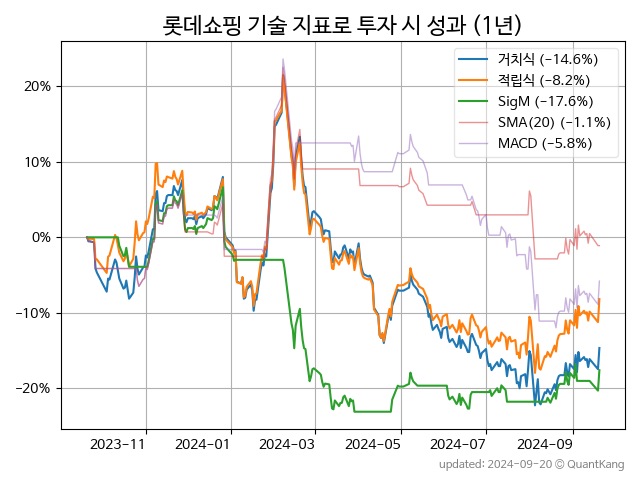 롯데쇼핑 기술 지표로 투자 시 성과 (1년)
거치식 (−14.6%)
적립식 (−8.2%)
SigM (−17.6%)
SMA(20) (−1.1%)
MACD (−5.8%)
20%
10%
0%
−10%
−20%
2023−11 2024−01 2024−03 2024−05 2024−07 2024−09
updated: 2024−09−20 © QuantKang